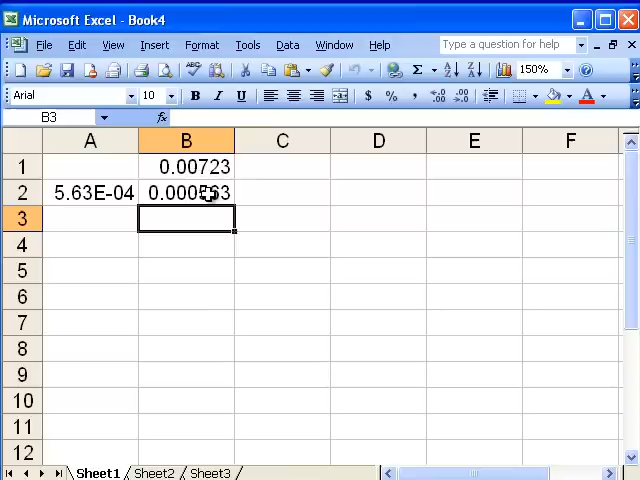 Microsoft Excel - Book4
File Edit View Insert Format Tools Data Window Help Type a question for help
Σ 150%
Arial 10 B I U $ % , A
B3 fx
A B C D E F
1 0.00723
2 5.63E-04 0.000563
3
4
5
6
7
8
9
10
11
12
Sheet1 Sheet2 Sheet3